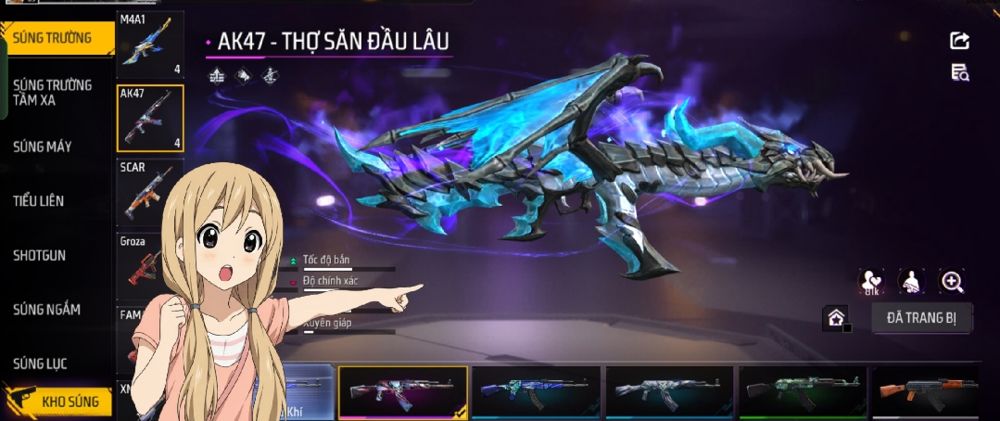 SÚNG TRƯỜNG
SÚNG TRƯỜNG
TẦM XA
SÚNG MÁY
TIỂU LIÊN
SHOTGUN
SÚNG NGẮM
SÚNG LỤC
KHO SÚNG
M4A1
4
AK47
4
SCAR
Groza
FAM
XM
AK47 - THỢ SĂN ĐẦU LÂU
Tốc độ bắn
Độ chính xác
Xuyên giáp
81k
ĐÃ TRANG BỊ
Khí